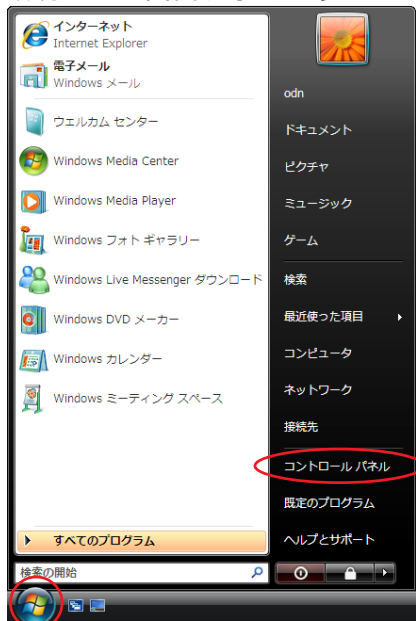 インターネット
Internet Explorer
電子メール
Windows メール
ウェルカム センター
Windows Media Center
Windows Media Player
Windows フォト ギャラリー
Windows Live Messenger ダウンロード
Windows DVD メーカー
Windows カレンダー
Windows ミーティング スペース
すべてのプログラム
検索の開始
odn
ドキュメント
ピクチャ
ミュージック
ゲーム
検索
最近使った項目
コンピュータ
ネットワーク
接続先
コントロール パネル
既定のプログラム
ヘルプとサポート